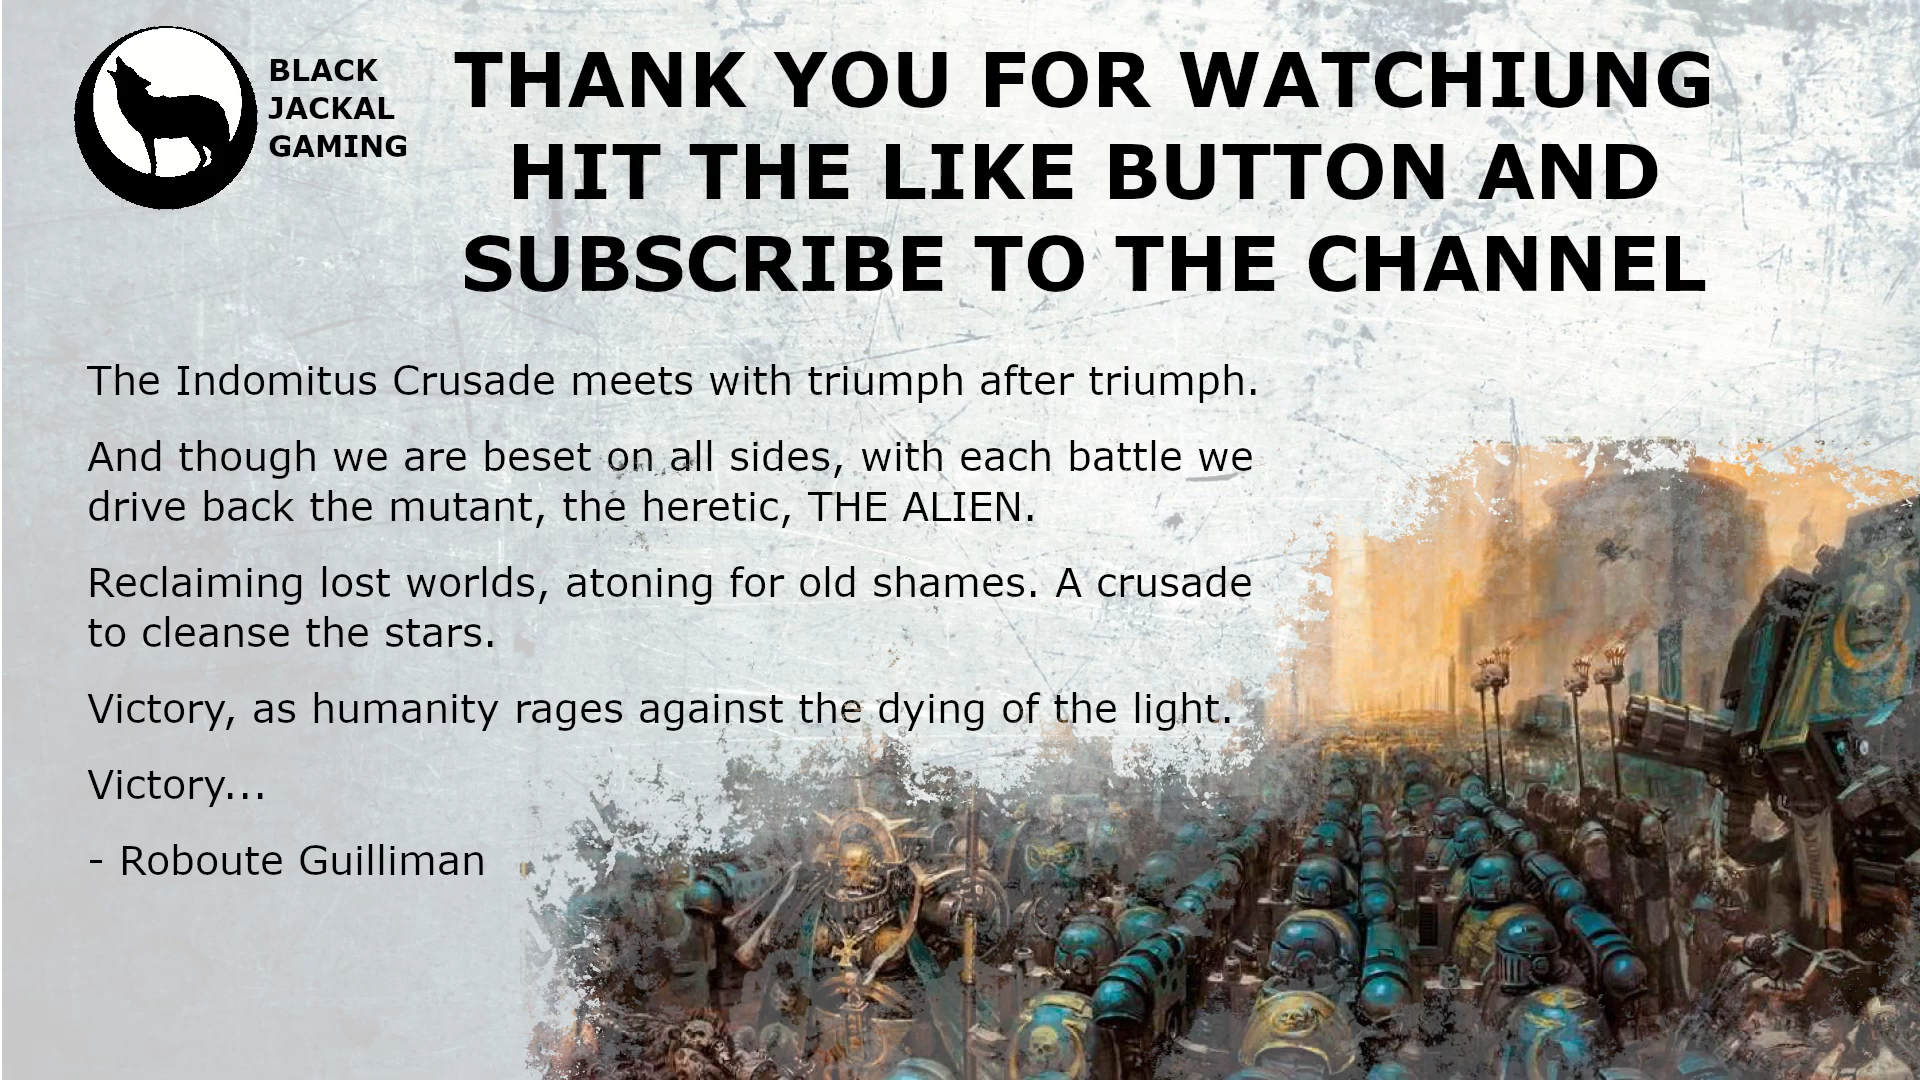 BLACK
JACKAL
GAMING
THANK YOU FOR WATCHIUNG
HIT THE LIKE BUTTON AND
SUBSCRIBE TO THE CHANNEL
The Indomitus Crusade meets with triumph after triumph.
And though we are beset on all sides, with each battle we
drive back the mutant, the heretic, THE ALIEN.
Reclaiming lost worlds, atoning for old shames. A crusade
to cleanse the stars.
Victory, as humanity rages against the dying of the light.
Victory...
- Roboute Guilliman